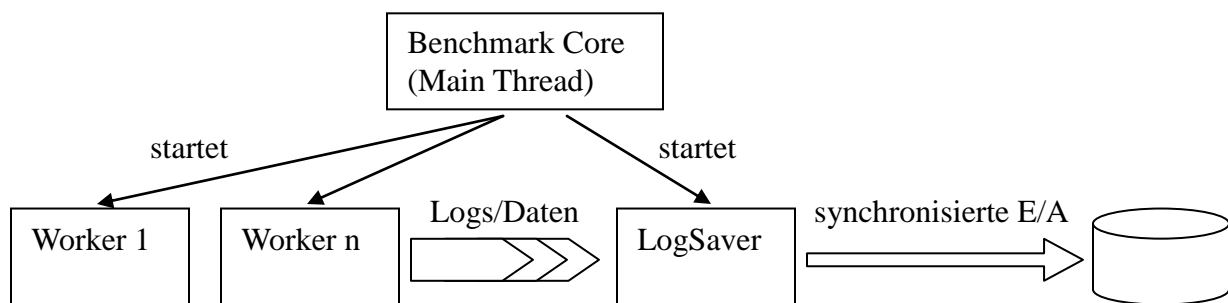 Benchmark Core
(Main Thread)
startet
startet
Logs/Daten
synchronisierte E/A
Worker 1
Worker n
LogSaver